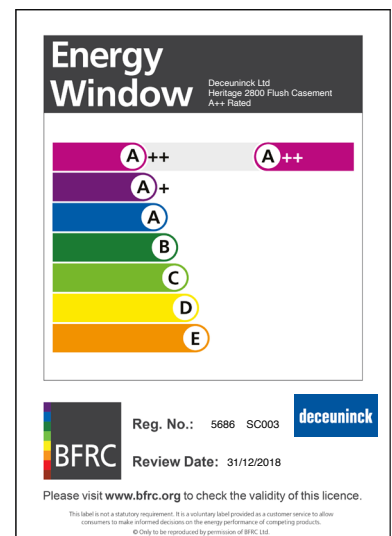 Energy
Window
Deceuninck Ltd
Heritage 2800 Flush Casement
A++ Rated
A++ A++
A+
A
B
C
D
E
BFRC
Reg. No.: 5686 SC003
deceuninck
Review Date: 31/12/2018
Please visit www.bfrc.org to check the validity of this licence.
This label is not a statutory requirement. It is a voluntary label provided as a customer service to allow
consumers to make informed decisions on the energy performance of competing products.
© Only to be reproduced by permission of BFRC Ltd.